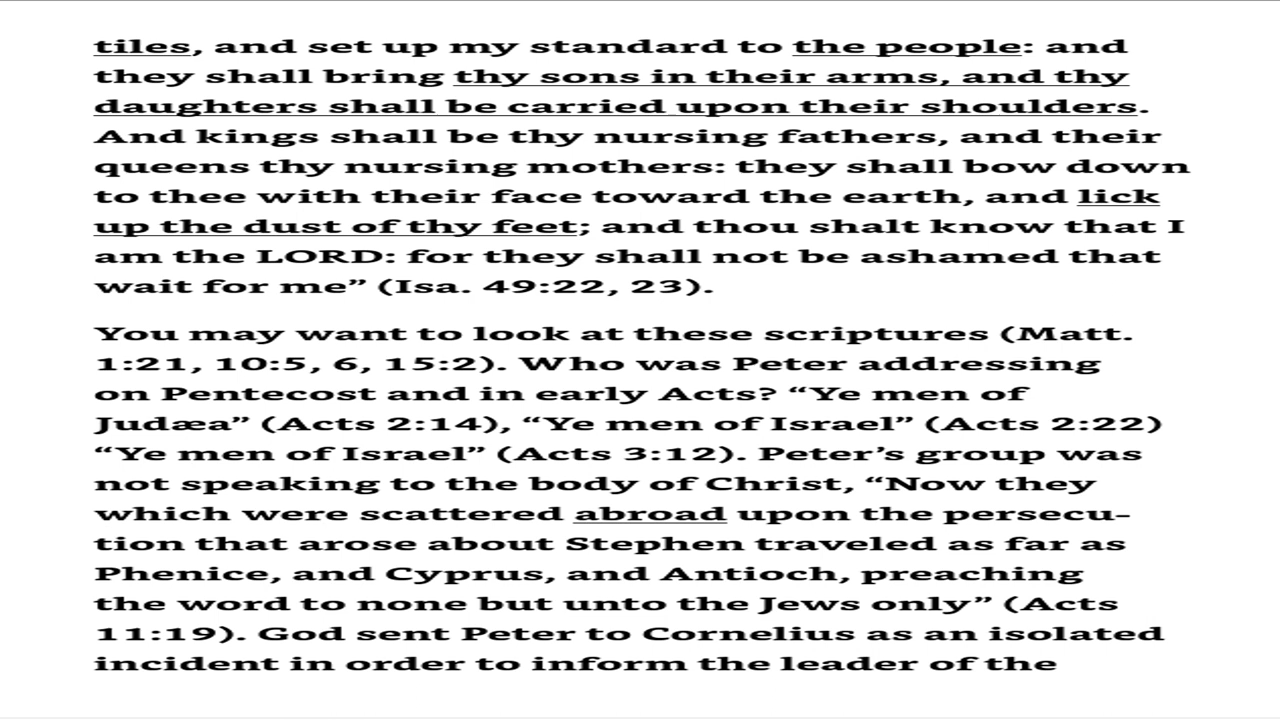 tiles, and set up my standard to the people: and
they shall bring thy sons in their arms, and thy
daughters shall be carried upon their shoulders.
And kings shall be thy nursing fathers, and their
queens thy nursing mothers: they shall bow down
to thee with their face toward the earth, and lick
up the dust of thy feet; and thou shalt know that I
am the LORD: for they shall not be ashamed that
wait for me” (Isa. 49:22, 23).
You may want to look at these scriptures (Matt.
1:21, 10:5, 6, 15:2). Who was Peter addressing
on Pentecost and in early Acts? “Ye men of
Judæa” (Acts 2:14), “Ye men of Israel” (Acts 2:22)
“Ye men of Israel” (Acts 3:12). Peter’s group was
not speaking to the body of Christ, “Now they
which were scattered abroad upon the persecu-
tion that arose about Stephen traveled as far as
Phenice, and Cyprus, and Antioch, preaching
the word to none but unto the Jews only” (Acts
11:19). God sent Peter to Cornelius as an isolated
incident in order to inform the leader of the